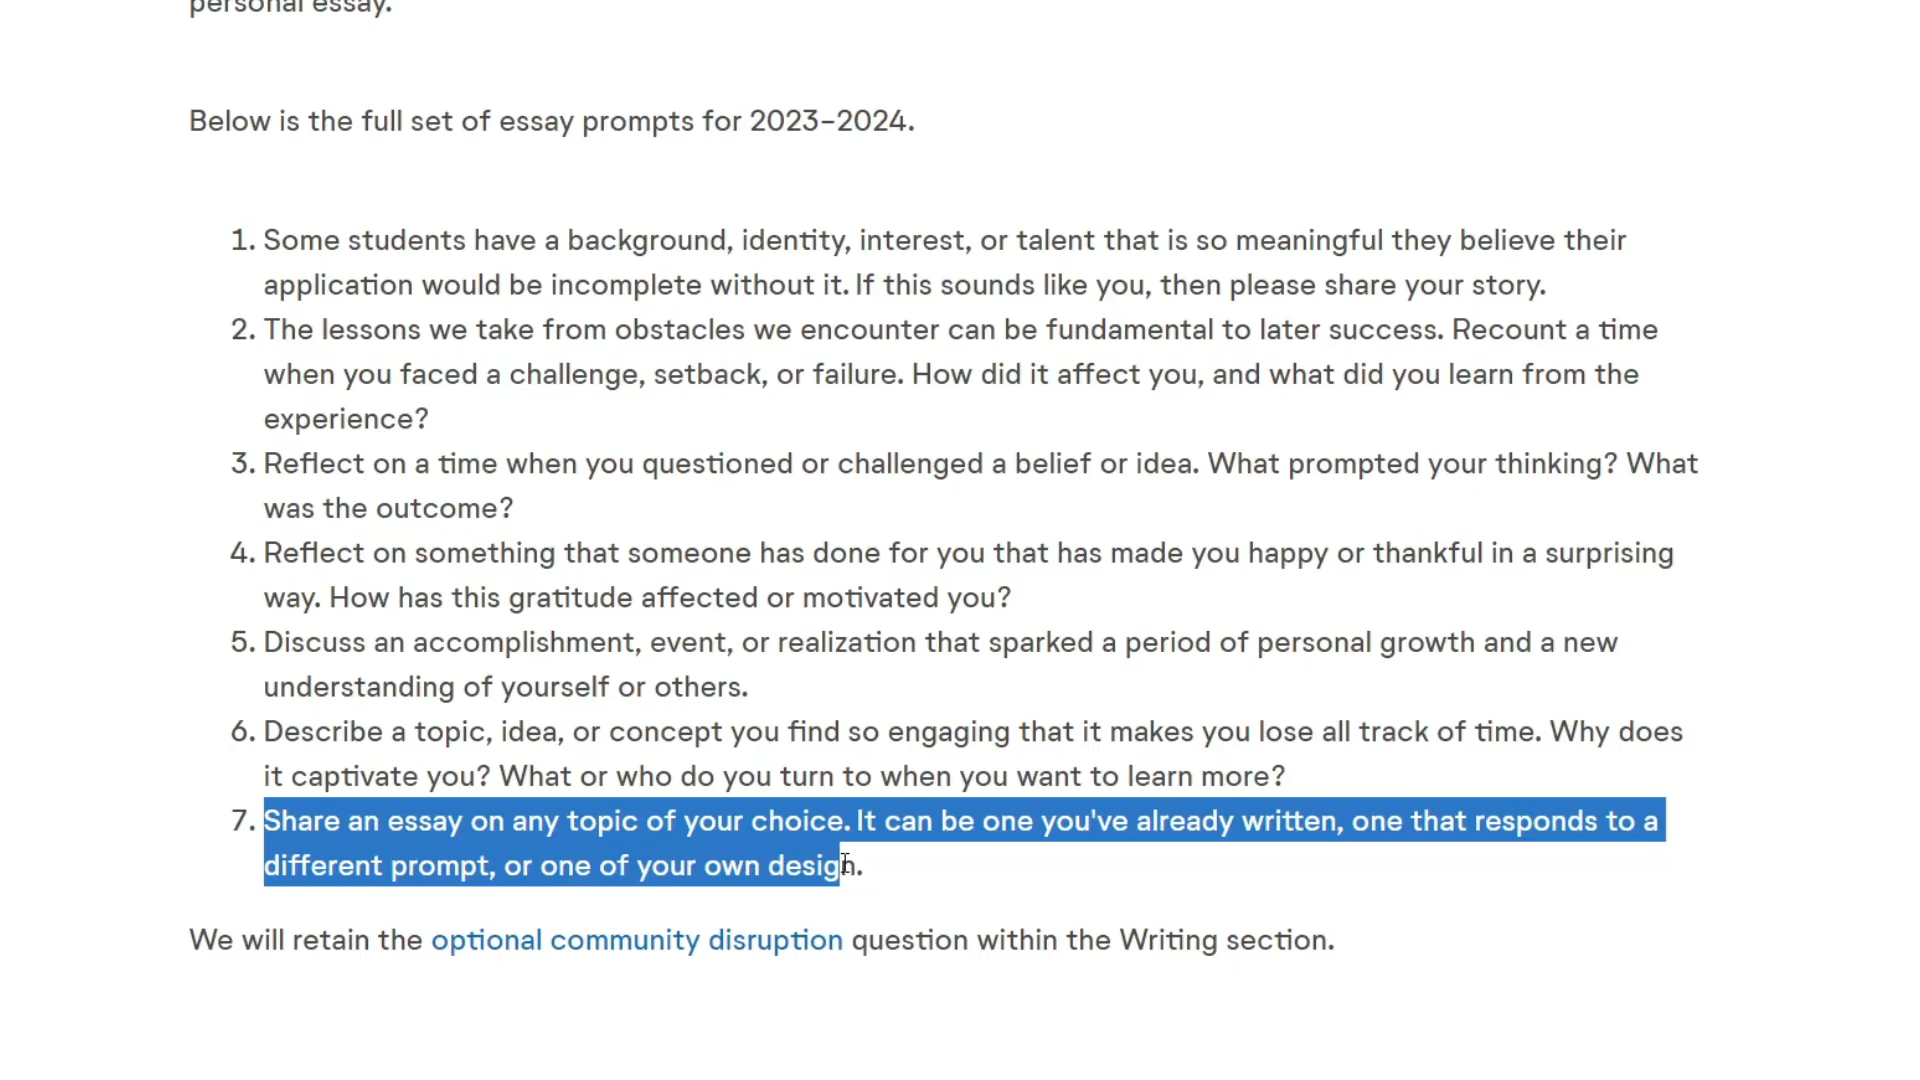 personal essay.
Below is the full set of essay prompts for 2023–2024.
1. Some students have a background, identity, interest, or talent that is so meaningful they believe their
application would be incomplete without it. If this sounds like you, then please share your story.
2. The lessons we take from obstacles we encounter can be fundamental to later success. Recount a time
when you faced a challenge, setback, or failure. How did it affect you, and what did you learn from the
experience?
3. Reflect on a time when you questioned or challenged a belief or idea. What prompted your thinking? What
was the outcome?
4. Reflect on something that someone has done for you that has made you happy or thankful in a surprising
way. How has this gratitude affected or motivated you?
5. Discuss an accomplishment, event, or realization that sparked a period of personal growth and a new
understanding of yourself or others.
6. Describe a topic, idea, or concept you find so engaging that it makes you lose all track of time. Why does
it captivate you? What or who do you turn to when you want to learn more?
7. Share an essay on any topic of your choice. It can be one you've already written, one that responds to a
different prompt, or one of your own design.
We will retain the optional community disruption question within the Writing section.